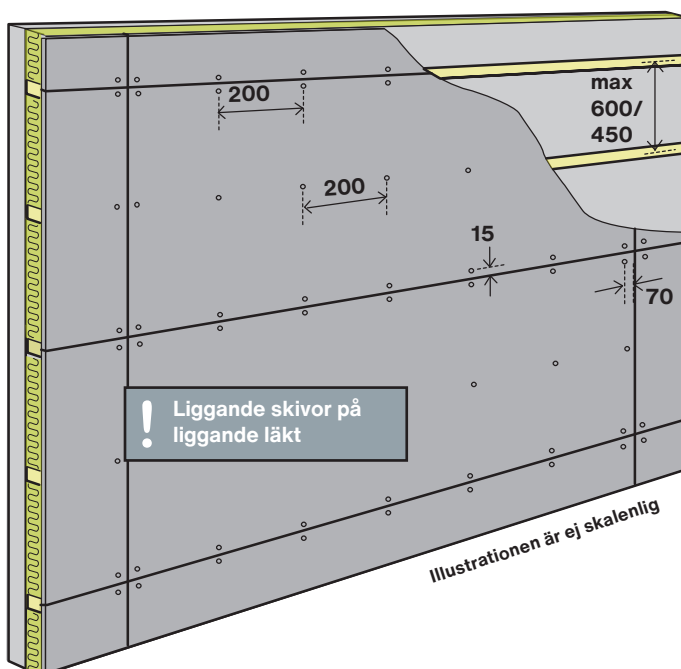 200
max
600/
450
200
15
70
! Liggande skivor på
liggande läkt
Illustrationen är ej skalenlig